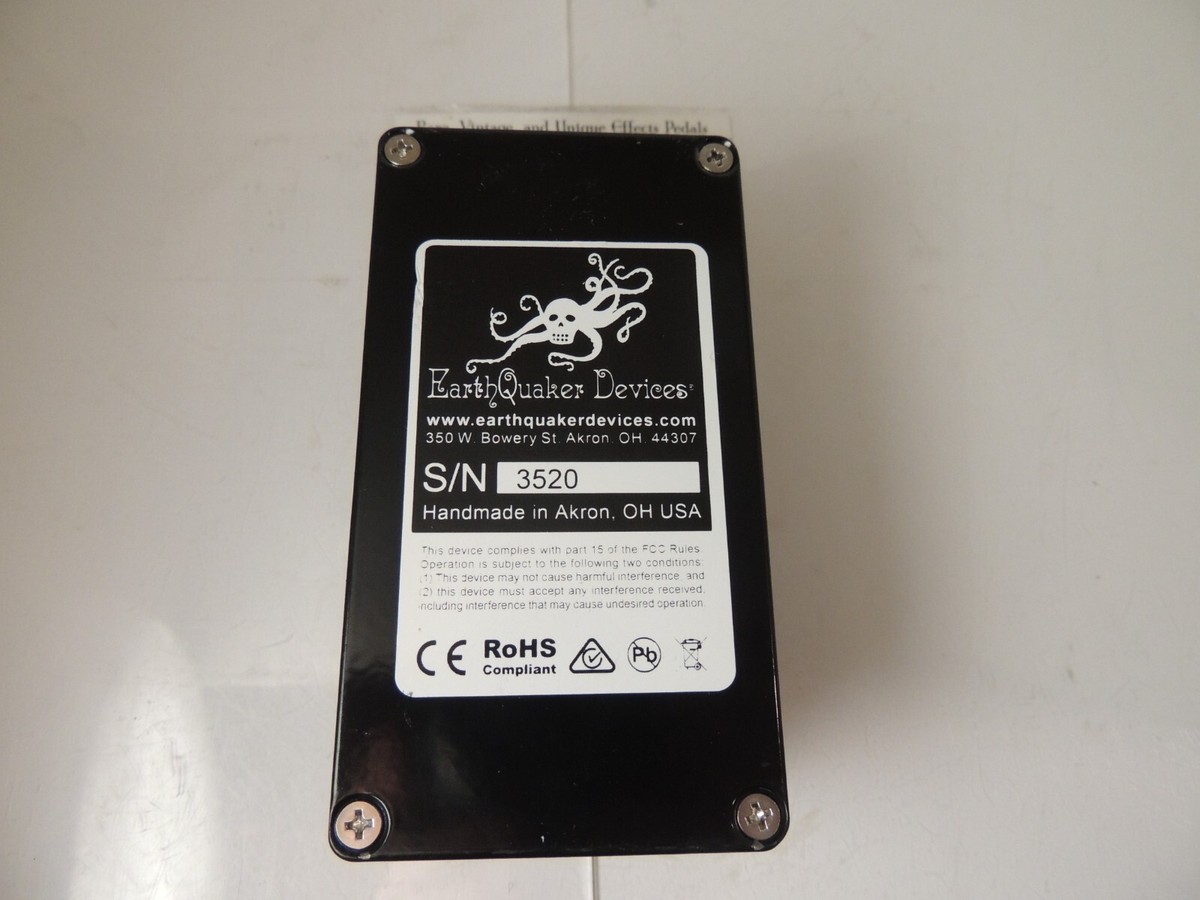 Rare, Vintage, and Unique Effects Pedals
EarthQuaker Devices
www.earthquakerdevices.com
350 W. Bowery St. Akron, OH. 44307
S/N 3520
Handmade in Akron, OH USA
This device complies with part 15 of the FCC Rules.
Operation is subject to the following two conditions:
(1) This device may not cause harmful interference, and
(2) this device must accept any interference received,
including interference that may cause undesired operation.
CE RoHS Pb
Compliant